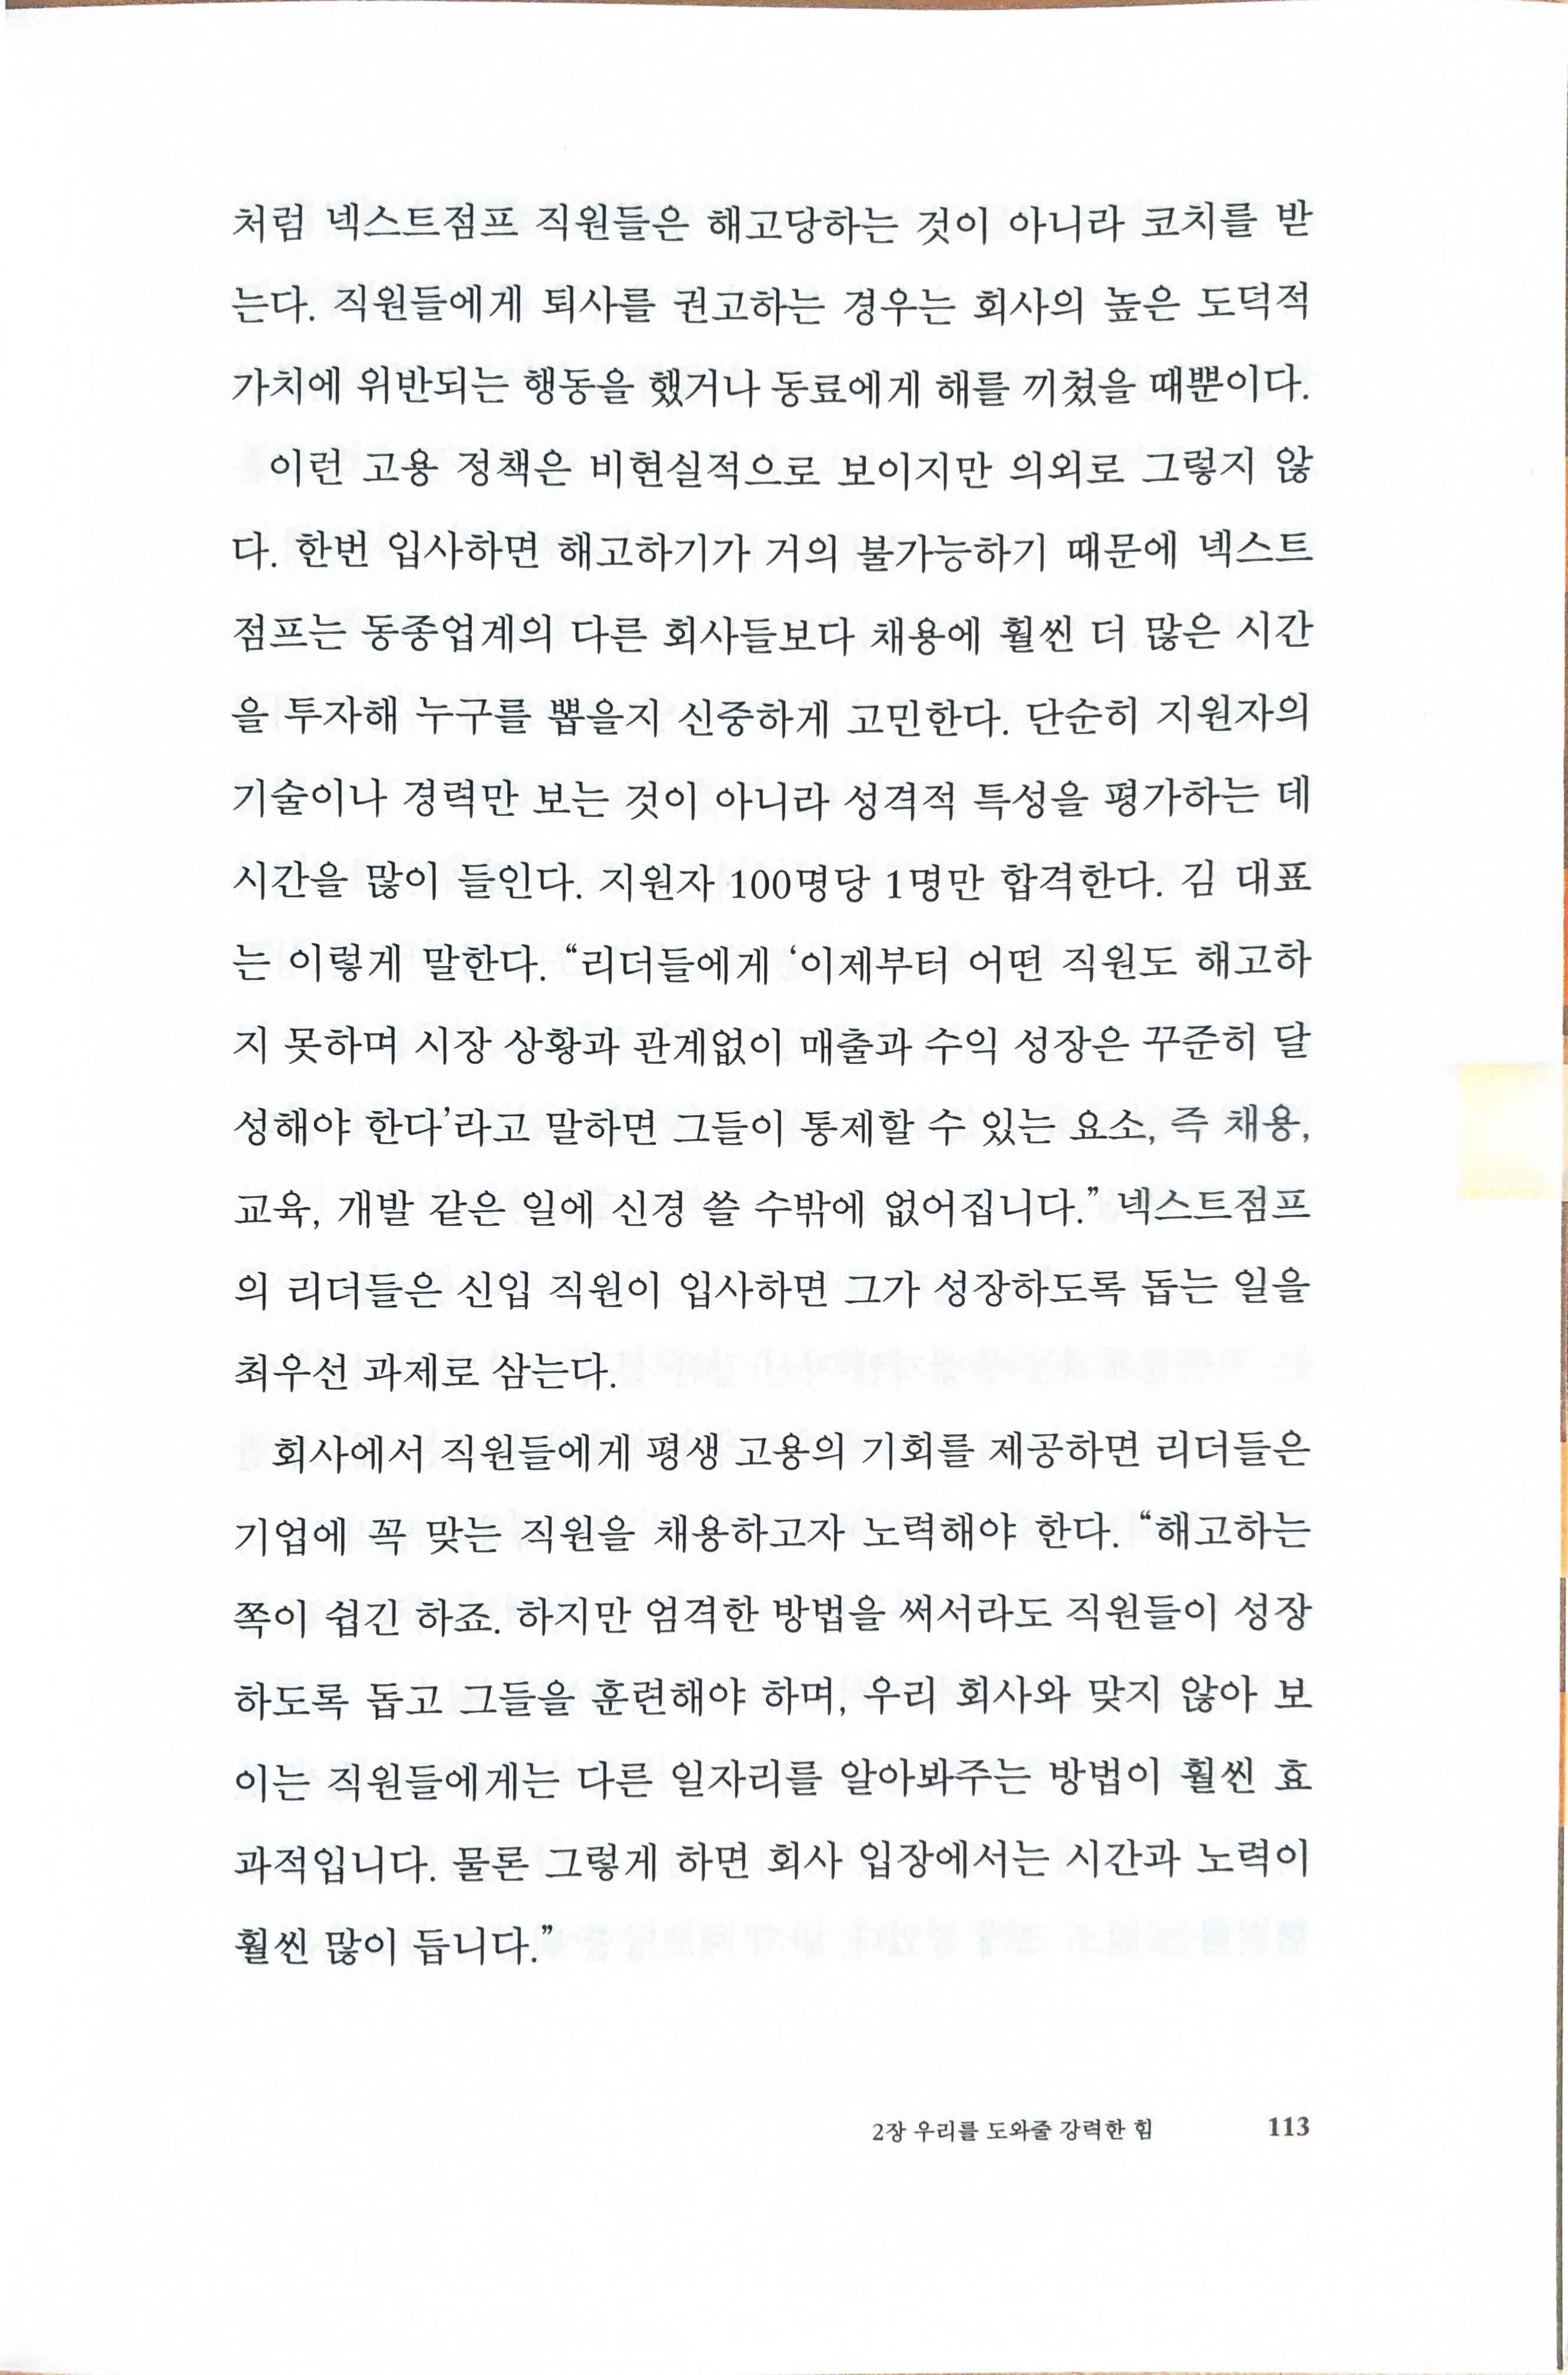 처럼 넥스트점프 직원들은 해고당하는 것이 아니라 코치를 받
는다. 직원들에게 퇴사를 권고하는 경우는 회사의 높은 도덕적
가치에 위반되는 행동을 했거나 동료에게 해를 끼쳤을 때뿐이다.
이런 고용 정책은 비현실적으로 보이지만 의외로 그렇지 않
다. 한번 입사하면 해고하기가 거의 불가능하기 때문에 넥스트
점프는 동종업계의 다른 회사들보다 채용에 훨씬 더 많은 시간
을 투자해 누구를 뽑을지 신중하게 고민한다. 단순히 지원자의
기술이나 경력만 보는 것이 아니라 성격적 특성을 평가하는 데
시간을 많이 들인다. 지원자 100명당 1명만 합격한다. 김 대표
는 이렇게 말한다. “리더들에게 ‘이제부터 어떤 직원도 해고하
지 못하며 시장 상황과 관계없이 매출과 수익 성장은 꾸준히 달
성해야 한다’라고 말하면 그들이 통제할 수 있는 요소, 즉 채용,
교육, 개발 같은 일에 신경 쓸 수밖에 없어집니다.” 넥스트점프
의 리더들은 신입 직원이 입사하면 그가 성장하도록 돕는 일을
최우선 과제로 삼는다.
회사에서 직원들에게 평생 고용의 기회를 제공하면 리더들은
기업에 꼭 맞는 직원을 채용하고자 노력해야 한다. “해고하는
쪽이 쉽긴 하죠. 하지만 엄격한 방법을 써서라도 직원들이 성장
하도록 돕고 그들을 훈련해야 하며, 우리 회사와 맞지 않아 보
이는 직원들에게는 다른 일자리를 알아봐주는 방법이 훨씬 효
과적입니다. 물론 그렇게 하면 회사 입장에서는 시간과 노력이
훨씬 많이 듭니다.”
2장 우리를 도와줄 강력한 힘 113